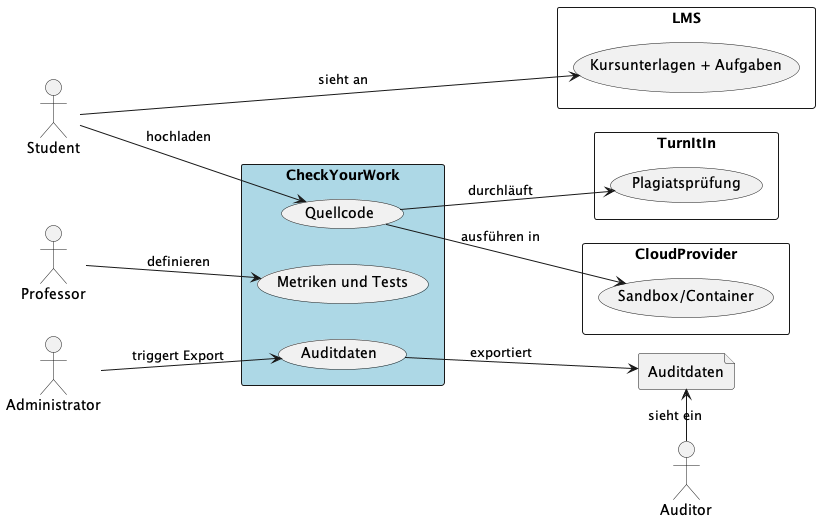 LMS
Kursunterlagen + Aufgaben
sieht an
Student
hochladen
TurnItIn
Plagiatsprüfung
CheckYourWork
durchläuft
Quellcode
ausführen in
CloudProvider
Sandbox/Container
definieren
Professor
Metriken und Tests
triggert Export
Administrator
Auditdaten
exportiert
Auditdaten
sieht ein
Auditor